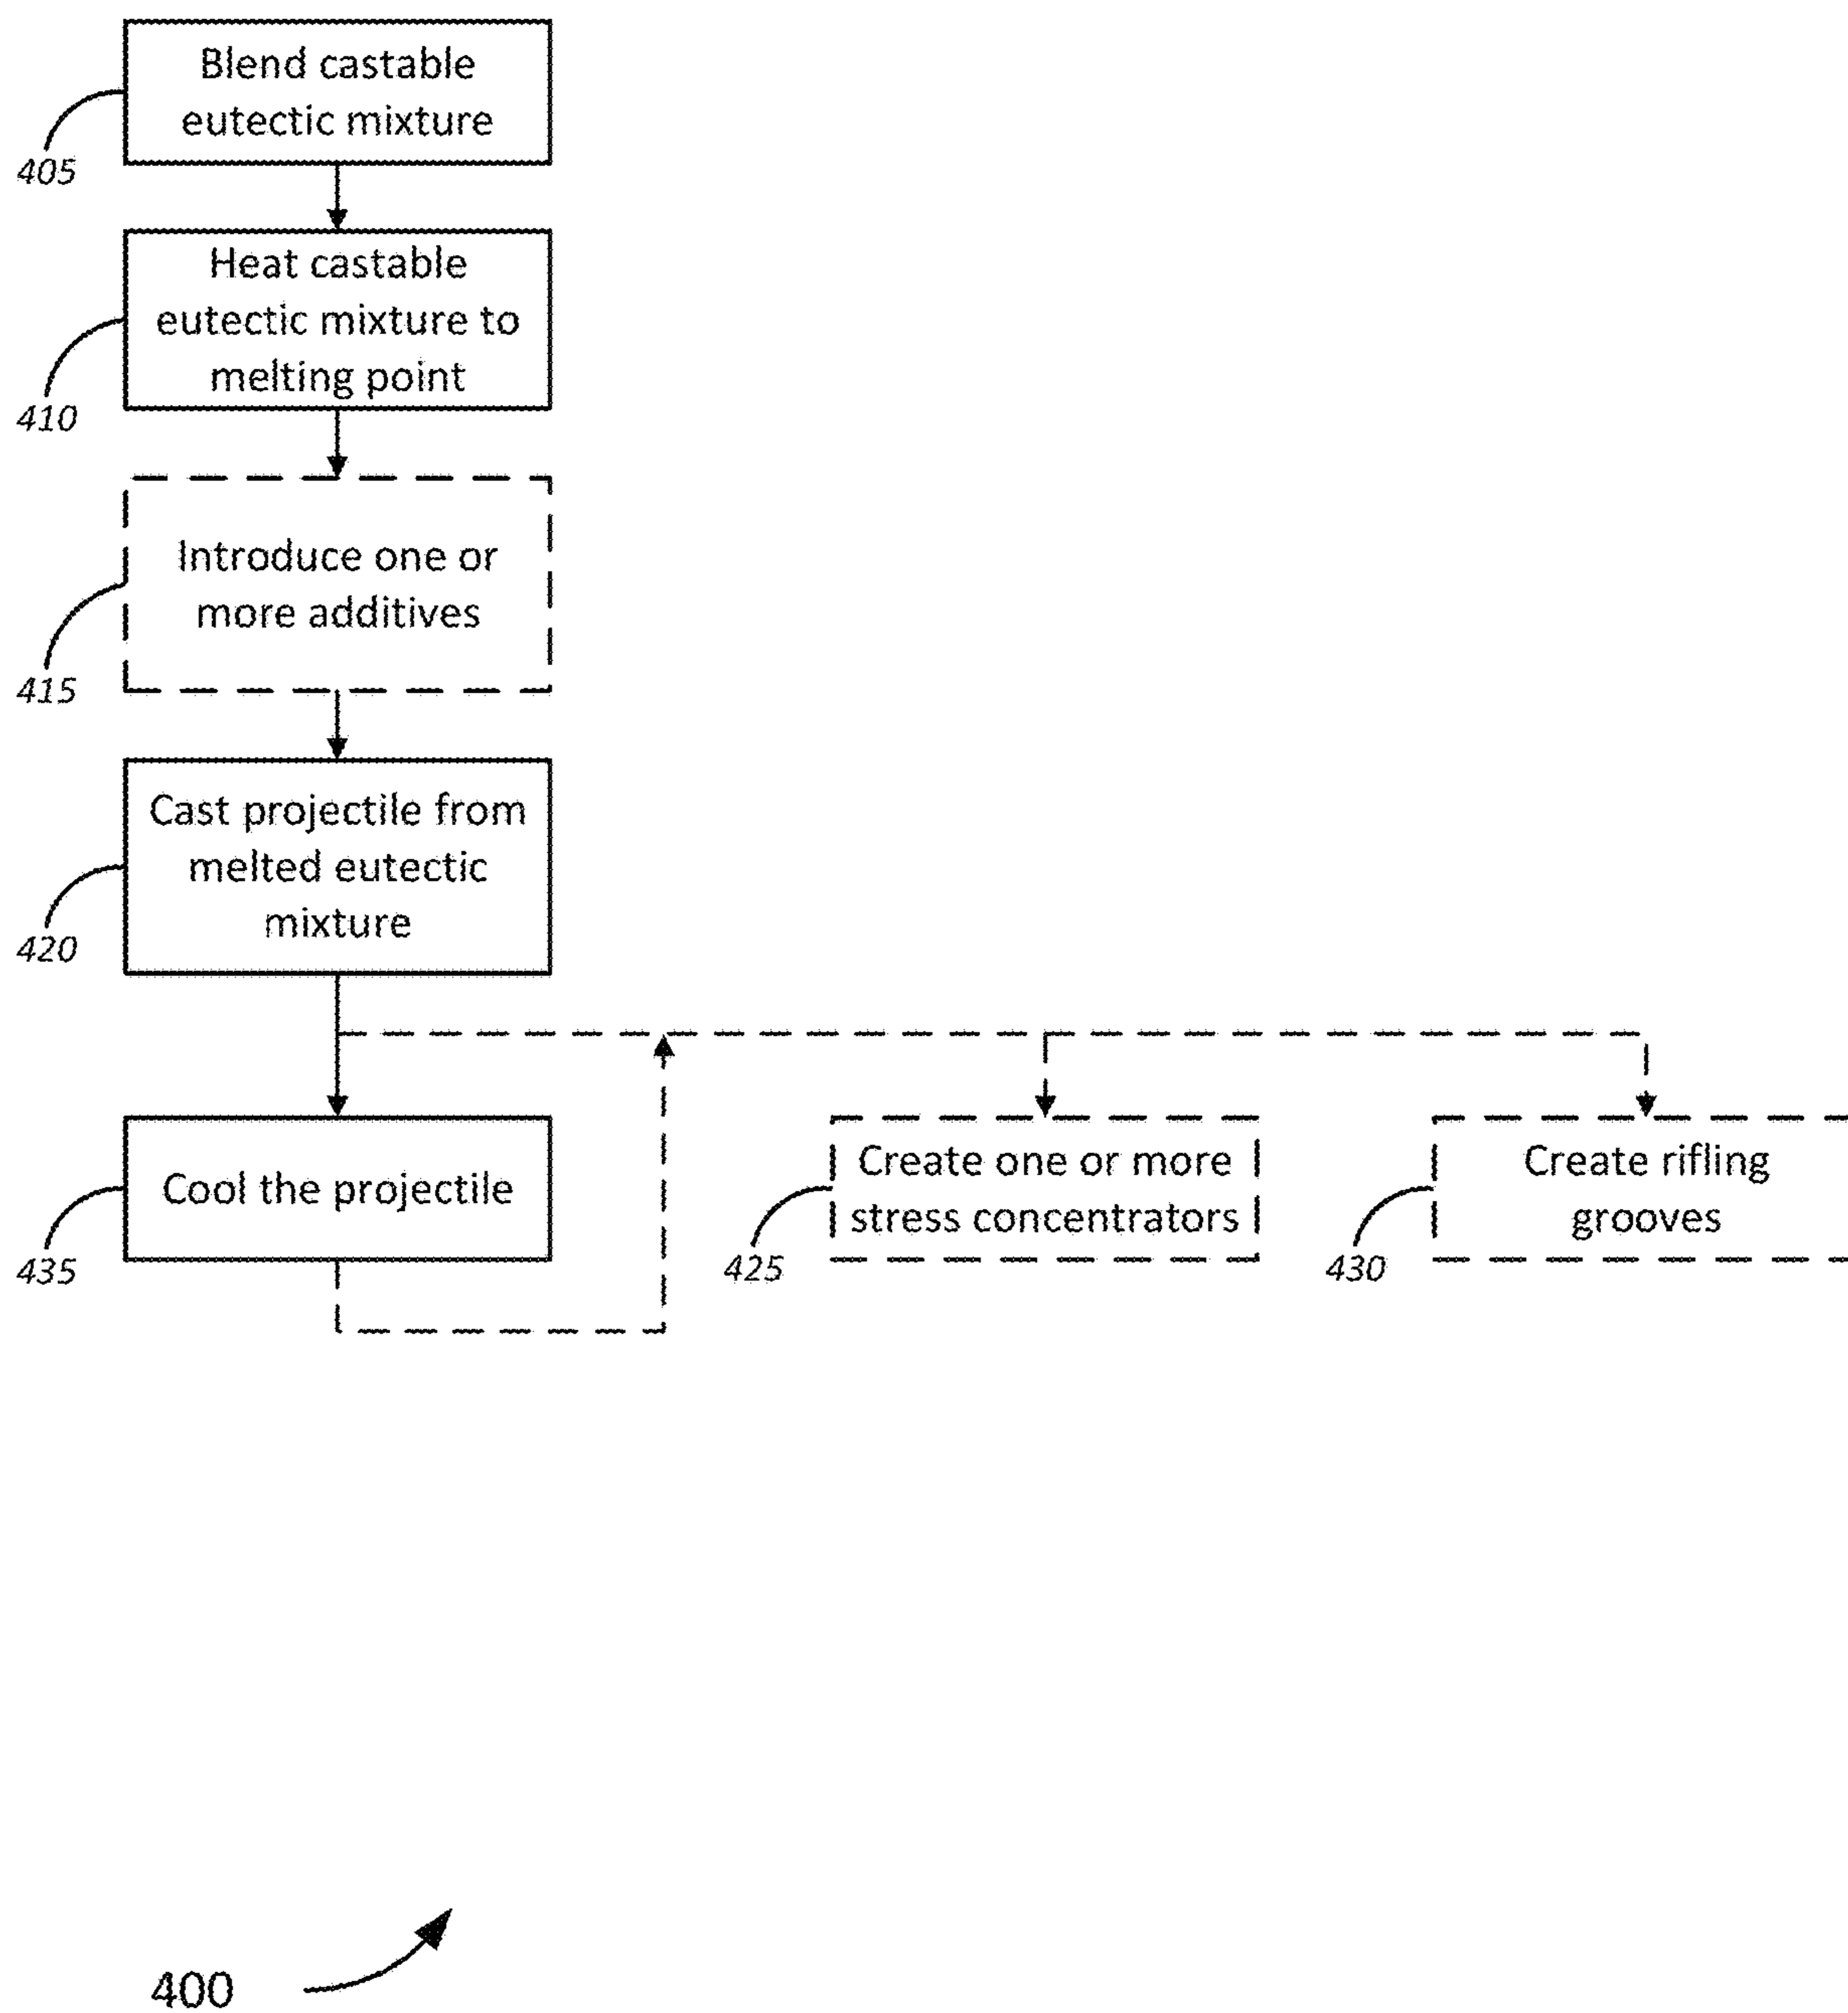 Blend castable
eutectic mixture
405
Heat castable
eutectic mixture to
melting point
410
Introduce one or
more additives
415
Cast projectile from
melted eutectic
mixture
420
Cool the projectile
435
Create one or more
stress concentrators
425
Create rifling
grooves
430
400